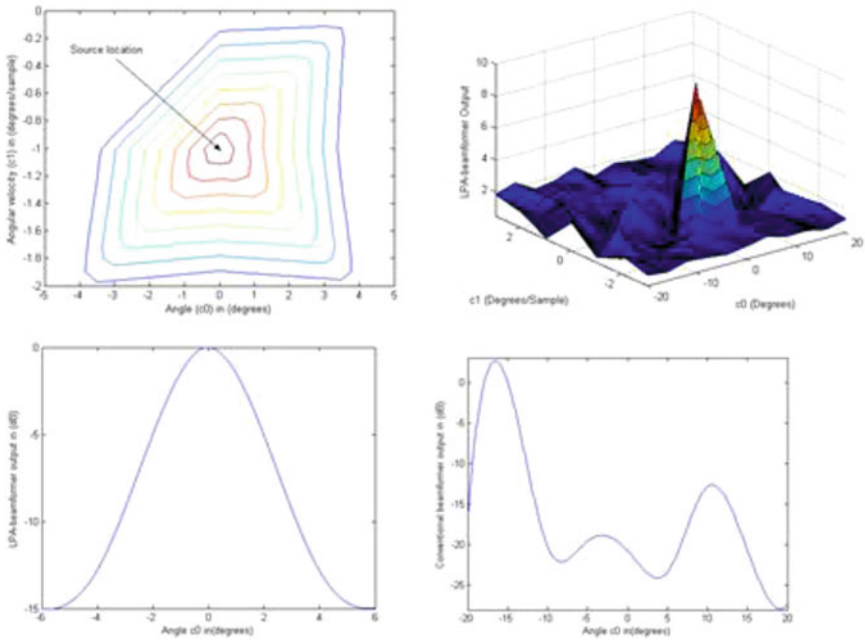 0
-0.2
-0.4
-0.6
-0.8
-1
-1.2
-1.4
-1.6
-1.8
-2
Angular velocity (c1) in (degrees/sample)
Source location
-5 -4 -3 -2 -1 0 1 2 3 4 5
Angle (c0) in (degrees)
10
8
6
4
2
LPA-beamformer Output
2
0
-2
c1 (Degrees/Sample)
-20
-10
0
10
20
c0 (Degrees)
0
-5
-10
-15
LPA-beamformer output in (dB)
-6 -4 -2 0 2 4 6
Angle c0 in(degrees)
0
-5
-10
-15
-20
-25
Conventional beamformer output in (dB)
-20 -15 -10 -5 0 5 10 15 20
Angle c0 in(degrees)